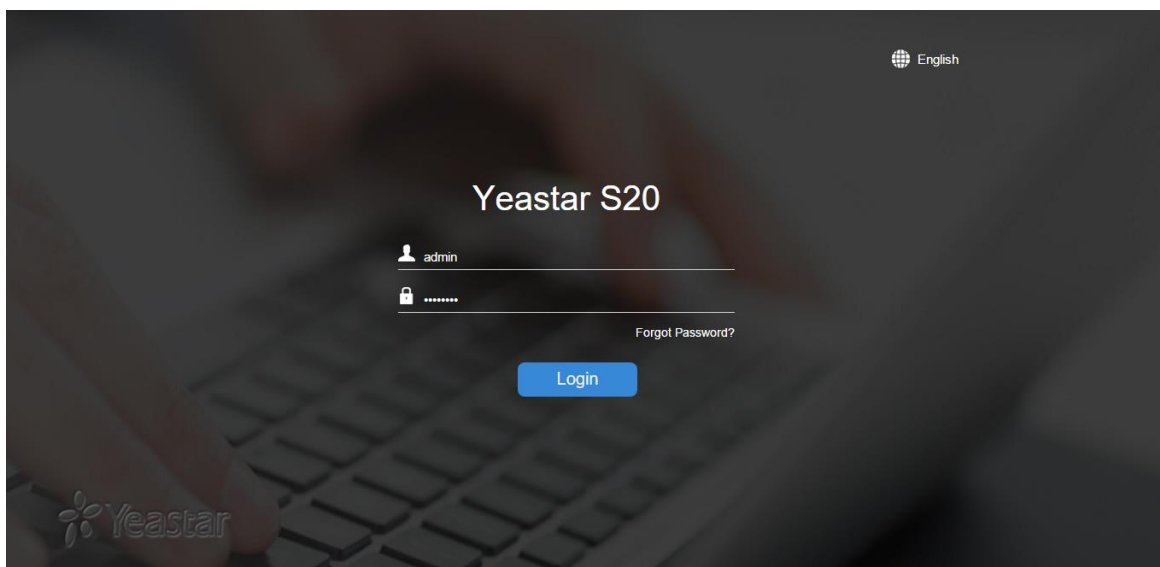 English
Yeastar S20
admin
••••••••
Forgot Password?
Login
Yeastar